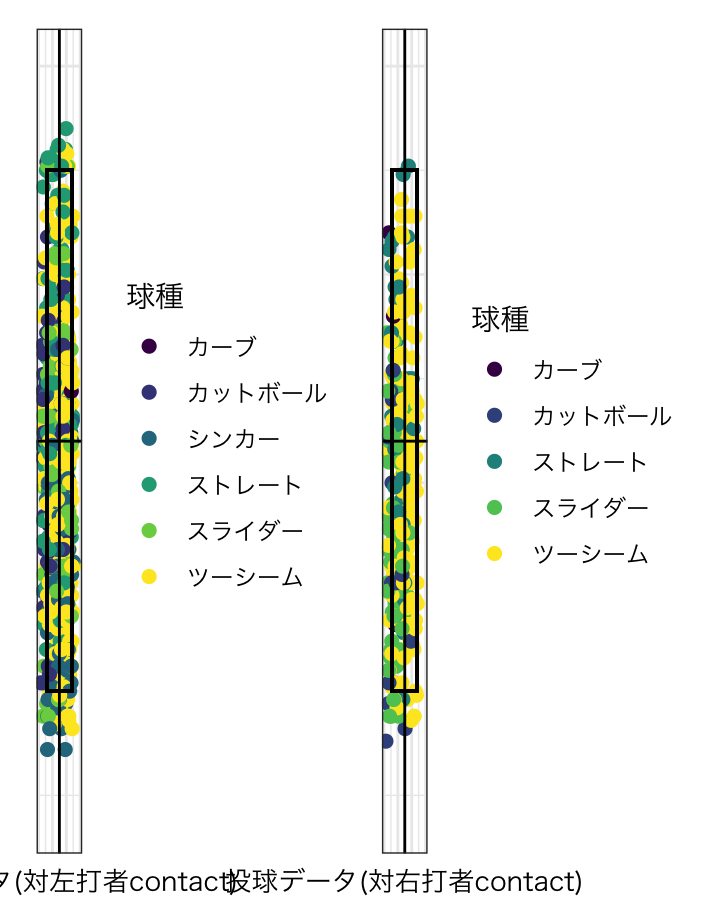 球種
カーブ
カットボール
シンカー
ストレート
スライダー
ツーシーム
球種
カーブ
カットボール
ストレート
スライダー
ツーシーム
タ(対左打者contact)
投球データ(対右打者contact)